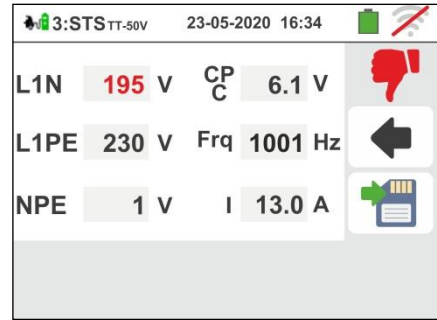 3:STS TT-50V 23-05-2020 16:34
L1N 195 V CP C 6.1 V
L1PE 230 V Frq 1001 Hz
NPE 1 V I 13.0 A